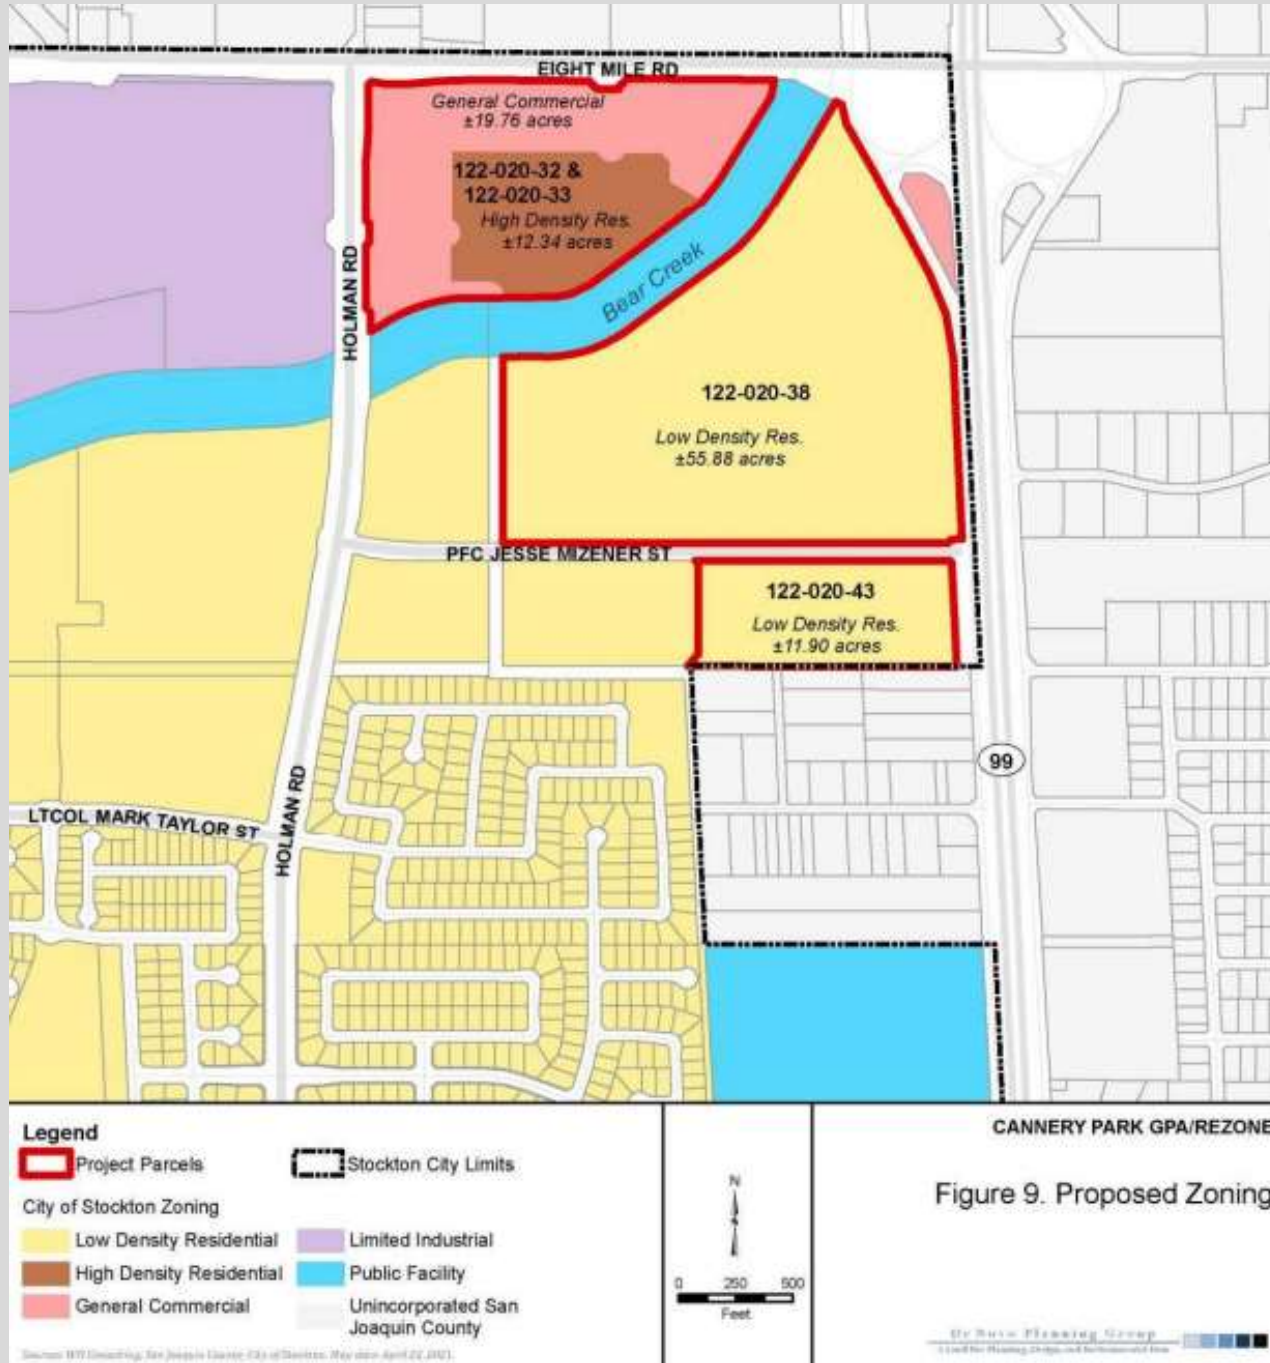 EIGHT MILE RD
General Commercial
±19.76 acres
122-020-32 &
122-020-33
High Density Res.
±12.34 acres
HOLMAN RD
Bear Creek
122-020-38
Low Density Res.
±55.88 acres
PFC JESSE MIZENER ST
122-020-43
Low Density Res.
±11.90 acres
99
LTCOL MARK TAYLOR ST
HOLMAN RD
Legend
Project Parcels
Stockton City Limits
City of Stockton Zoning
Low Density Residential
Limited Industrial
High Density Residential
Public Facility
General Commercial
Unincorporated San
Joaquin County
N
0 250 500
Feet
CANNERY PARK GPA/REZONE
Figure 9. Proposed Zoning
De Novo Planning Group